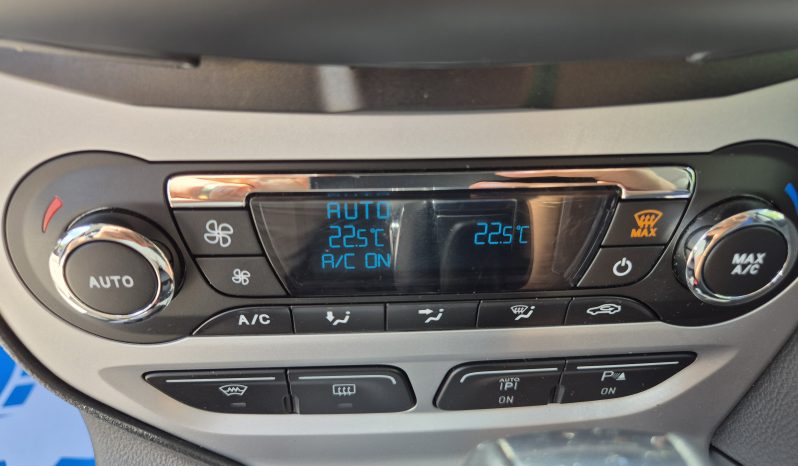 AUTO
22.5°C 22.5°C
A/C ON
MAX
AUTO
MAX
A/C
A/C
AUTO
(P)
ON
P
ON